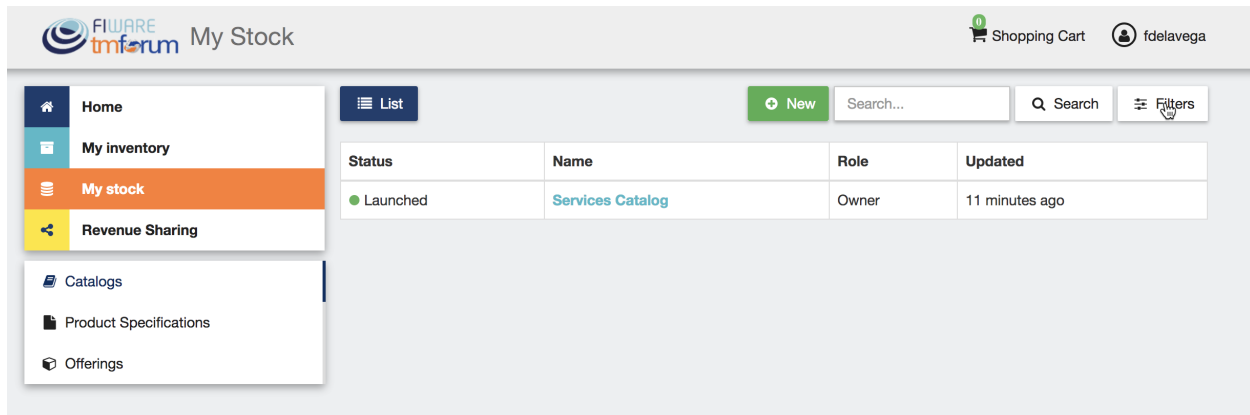 FIWARE
tmforum
My Stock
0
Shopping Cart
fdelavega
Home
My inventory
My stock
Revenue Sharing
Catalogs
Product Specifications
Offerings
List
New
Search...
Search
Filters
Status Name Role Updated
Launched Services Catalog Owner 11 minutes ago